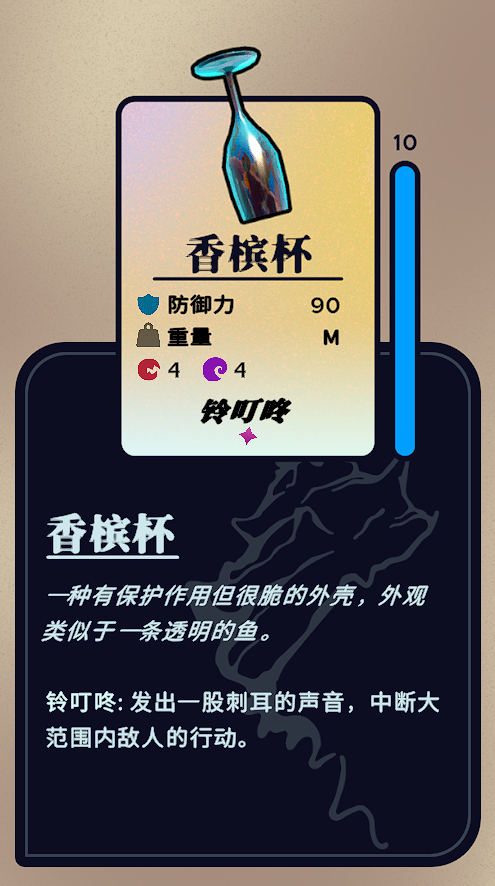 10
香槟杯
防御力 90
重量 M
4 4
铃叮咚
香槟杯
一种有保护作用但很脆的外壳，外观
类似于一条透明的鱼。
铃叮咚: 发出一股刺耳的声音，中断大
范围内敌人的行动。